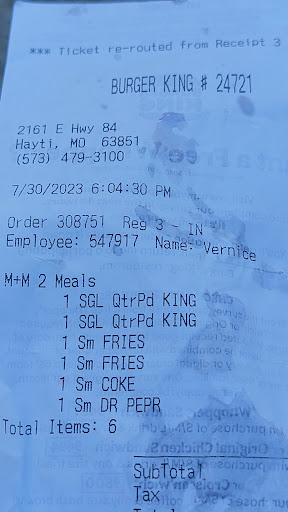 *** Ticket re-routed from Receipt 3
BURGER KING # 24721
2161 E Hwy 84
Hayti, MO 63851
(573) 479-3100
7/30/2023 6:04:30 PM
Order 308751 Reg 3 - IN
Employee: 547917 Name: Vernice
M+M 2 Meals
1 SGL QtrPd KING
1 SGL QtrPd KING
1 Sm FRIES
1 Sm FRIES
1 Sm COKE
1 Sm DR PEPR
Total Items: 6
SubTotal
Tax